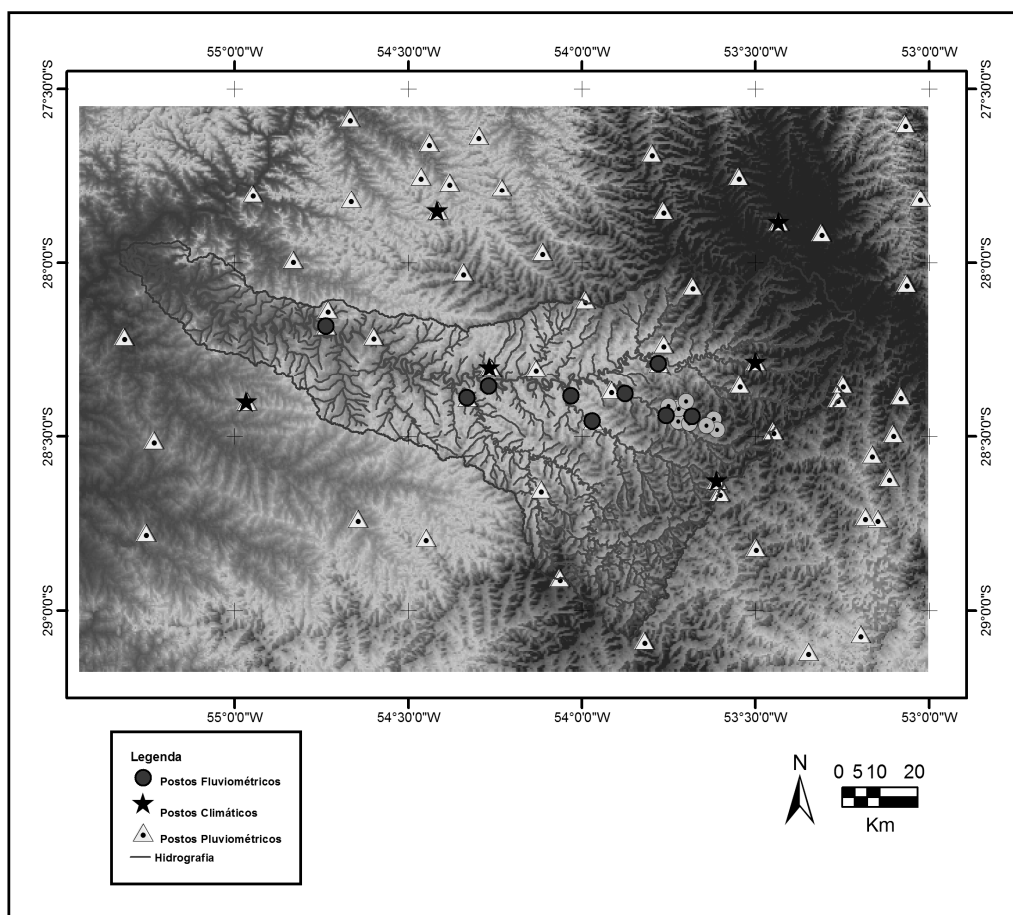 55°0'0"W 54°30'0"W 54°0'0"W 53°30'0"W 53°0'0"W
27°30'0"S 27°30'0"S
28°0'0"S 28°0'0"S
28°30'0"S 28°30'0"S
29°0'0"S 29°0'0"S
55°0'0"W 54°30'0"W 54°0'0"W 53°30'0"W 53°0'0"W
Legenda
Postos Fluviométricos
Postos Climáticos
Postos Pluviométricos
Hidrografia
N
0 5 10 20
Km